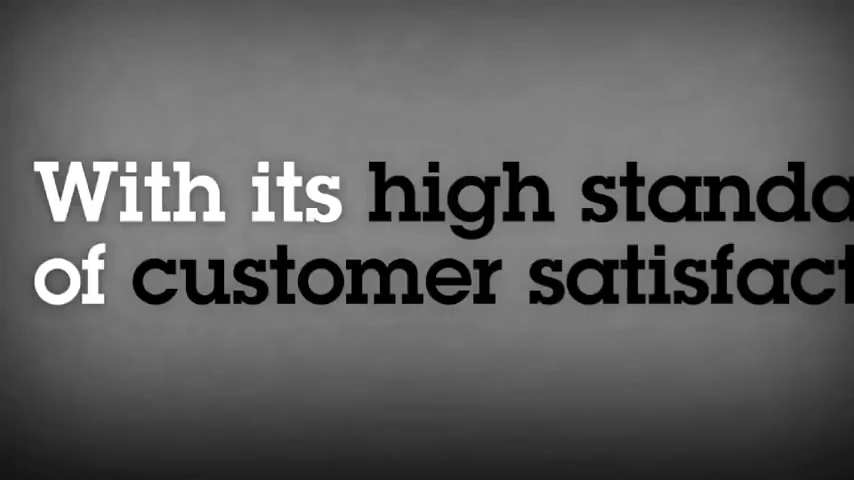 With its high standa
of customer satisfact